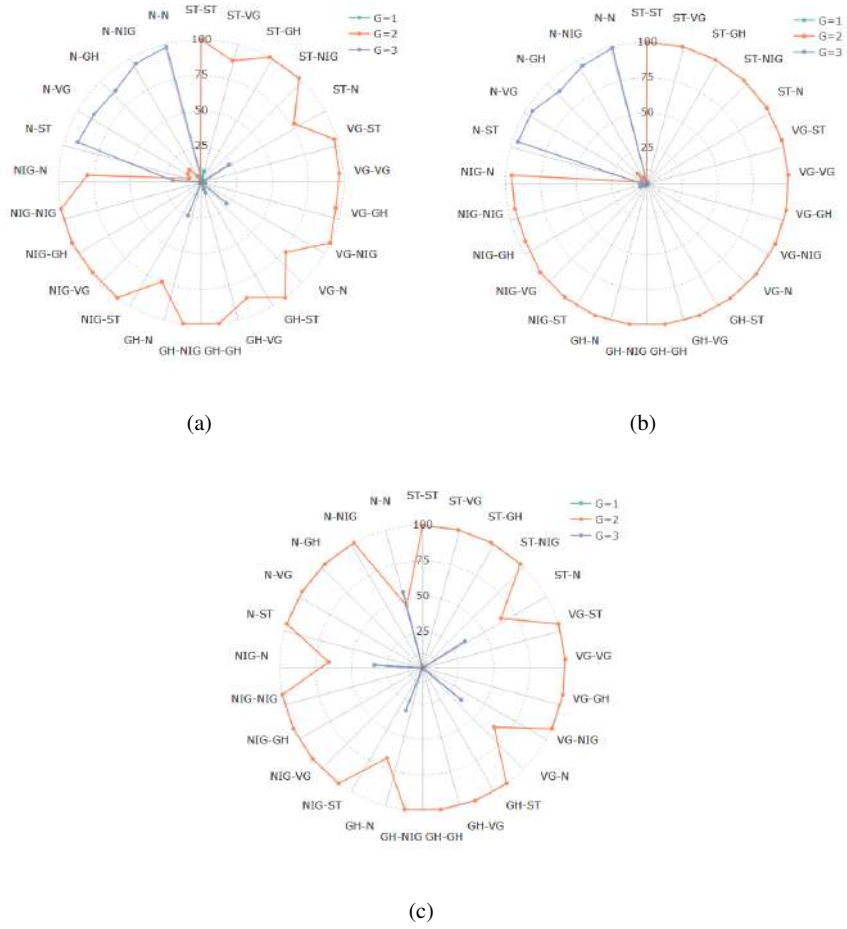 N-N ST-ST ST-VG
N-NIG ST-GH
N-GH ST-NIG
N-VG ST-N
N-ST VG-ST
NIG-N VG-VG
NIG-NIG VG-GH
NIG-GH VG-NIG
NIG-VG VG-N
NIG-ST GH-ST
GH-N GH-VG
GH-NIG GH-GH
100
75
50
25
G=1
G=2
G=3
(a)
N-N ST-ST ST-VG
N-NIG ST-GH
N-GH ST-NIG
N-VG ST-N
N-ST VG-ST
NIG-N VG-VG
NIG-NIG VG-GH
NIG-GH VG-NIG
NIG-VG VG-N
NIG-ST GH-ST
GH-N GH-VG
GH-NIG GH-GH
100
75
50
25
G=1
G=2
G=3
(b)
N-N ST-ST ST-VG
N-NIG ST-GH
N-GH ST-NIG
N-VG ST-N
N-ST VG-ST
NIG-N VG-VG
NIG-NIG VG-GH
NIG-GH VG-NIG
NIG-VG VG-N
NIG-ST GH-ST
GH-N GH-VG
GH-NIG GH-GH
100
75
50
25
G=1
G=2
G=3
(c)